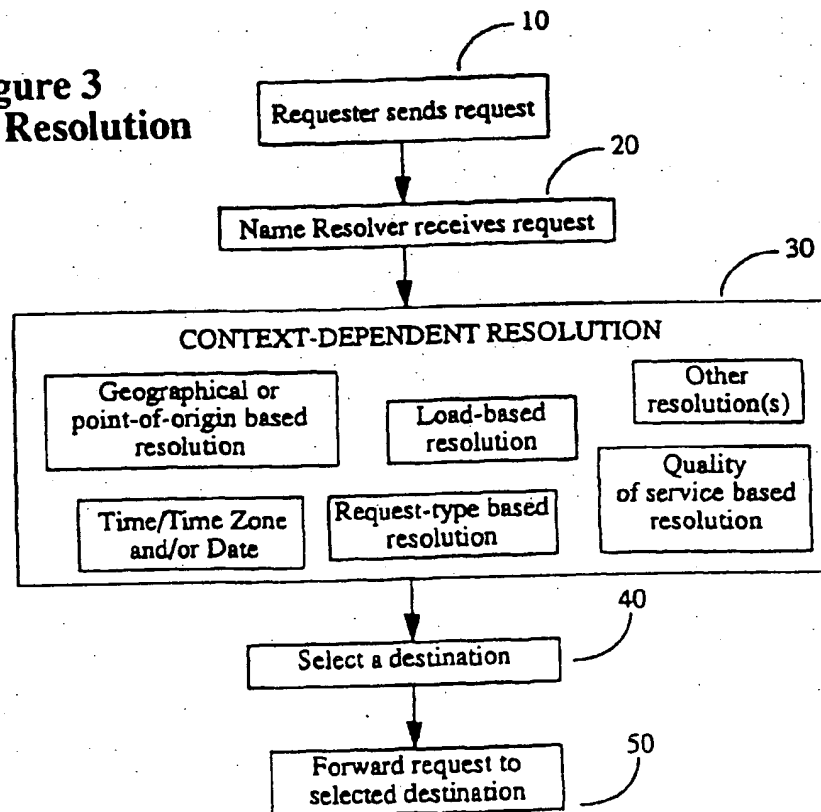 gure 3
Resolution
10
Requester sends request
20
Name Resolver receives request
30
CONTEXT-DEPENDENT RESOLUTION
Geographical or
point-of-origin based
resolution
Load-based
resolution
Other
resolution(s)
Time/Time Zone
and/or Date
Request-type based
resolution
Quality
of service based
resolution
40
Select a destination
50
Forward request to
selected destination